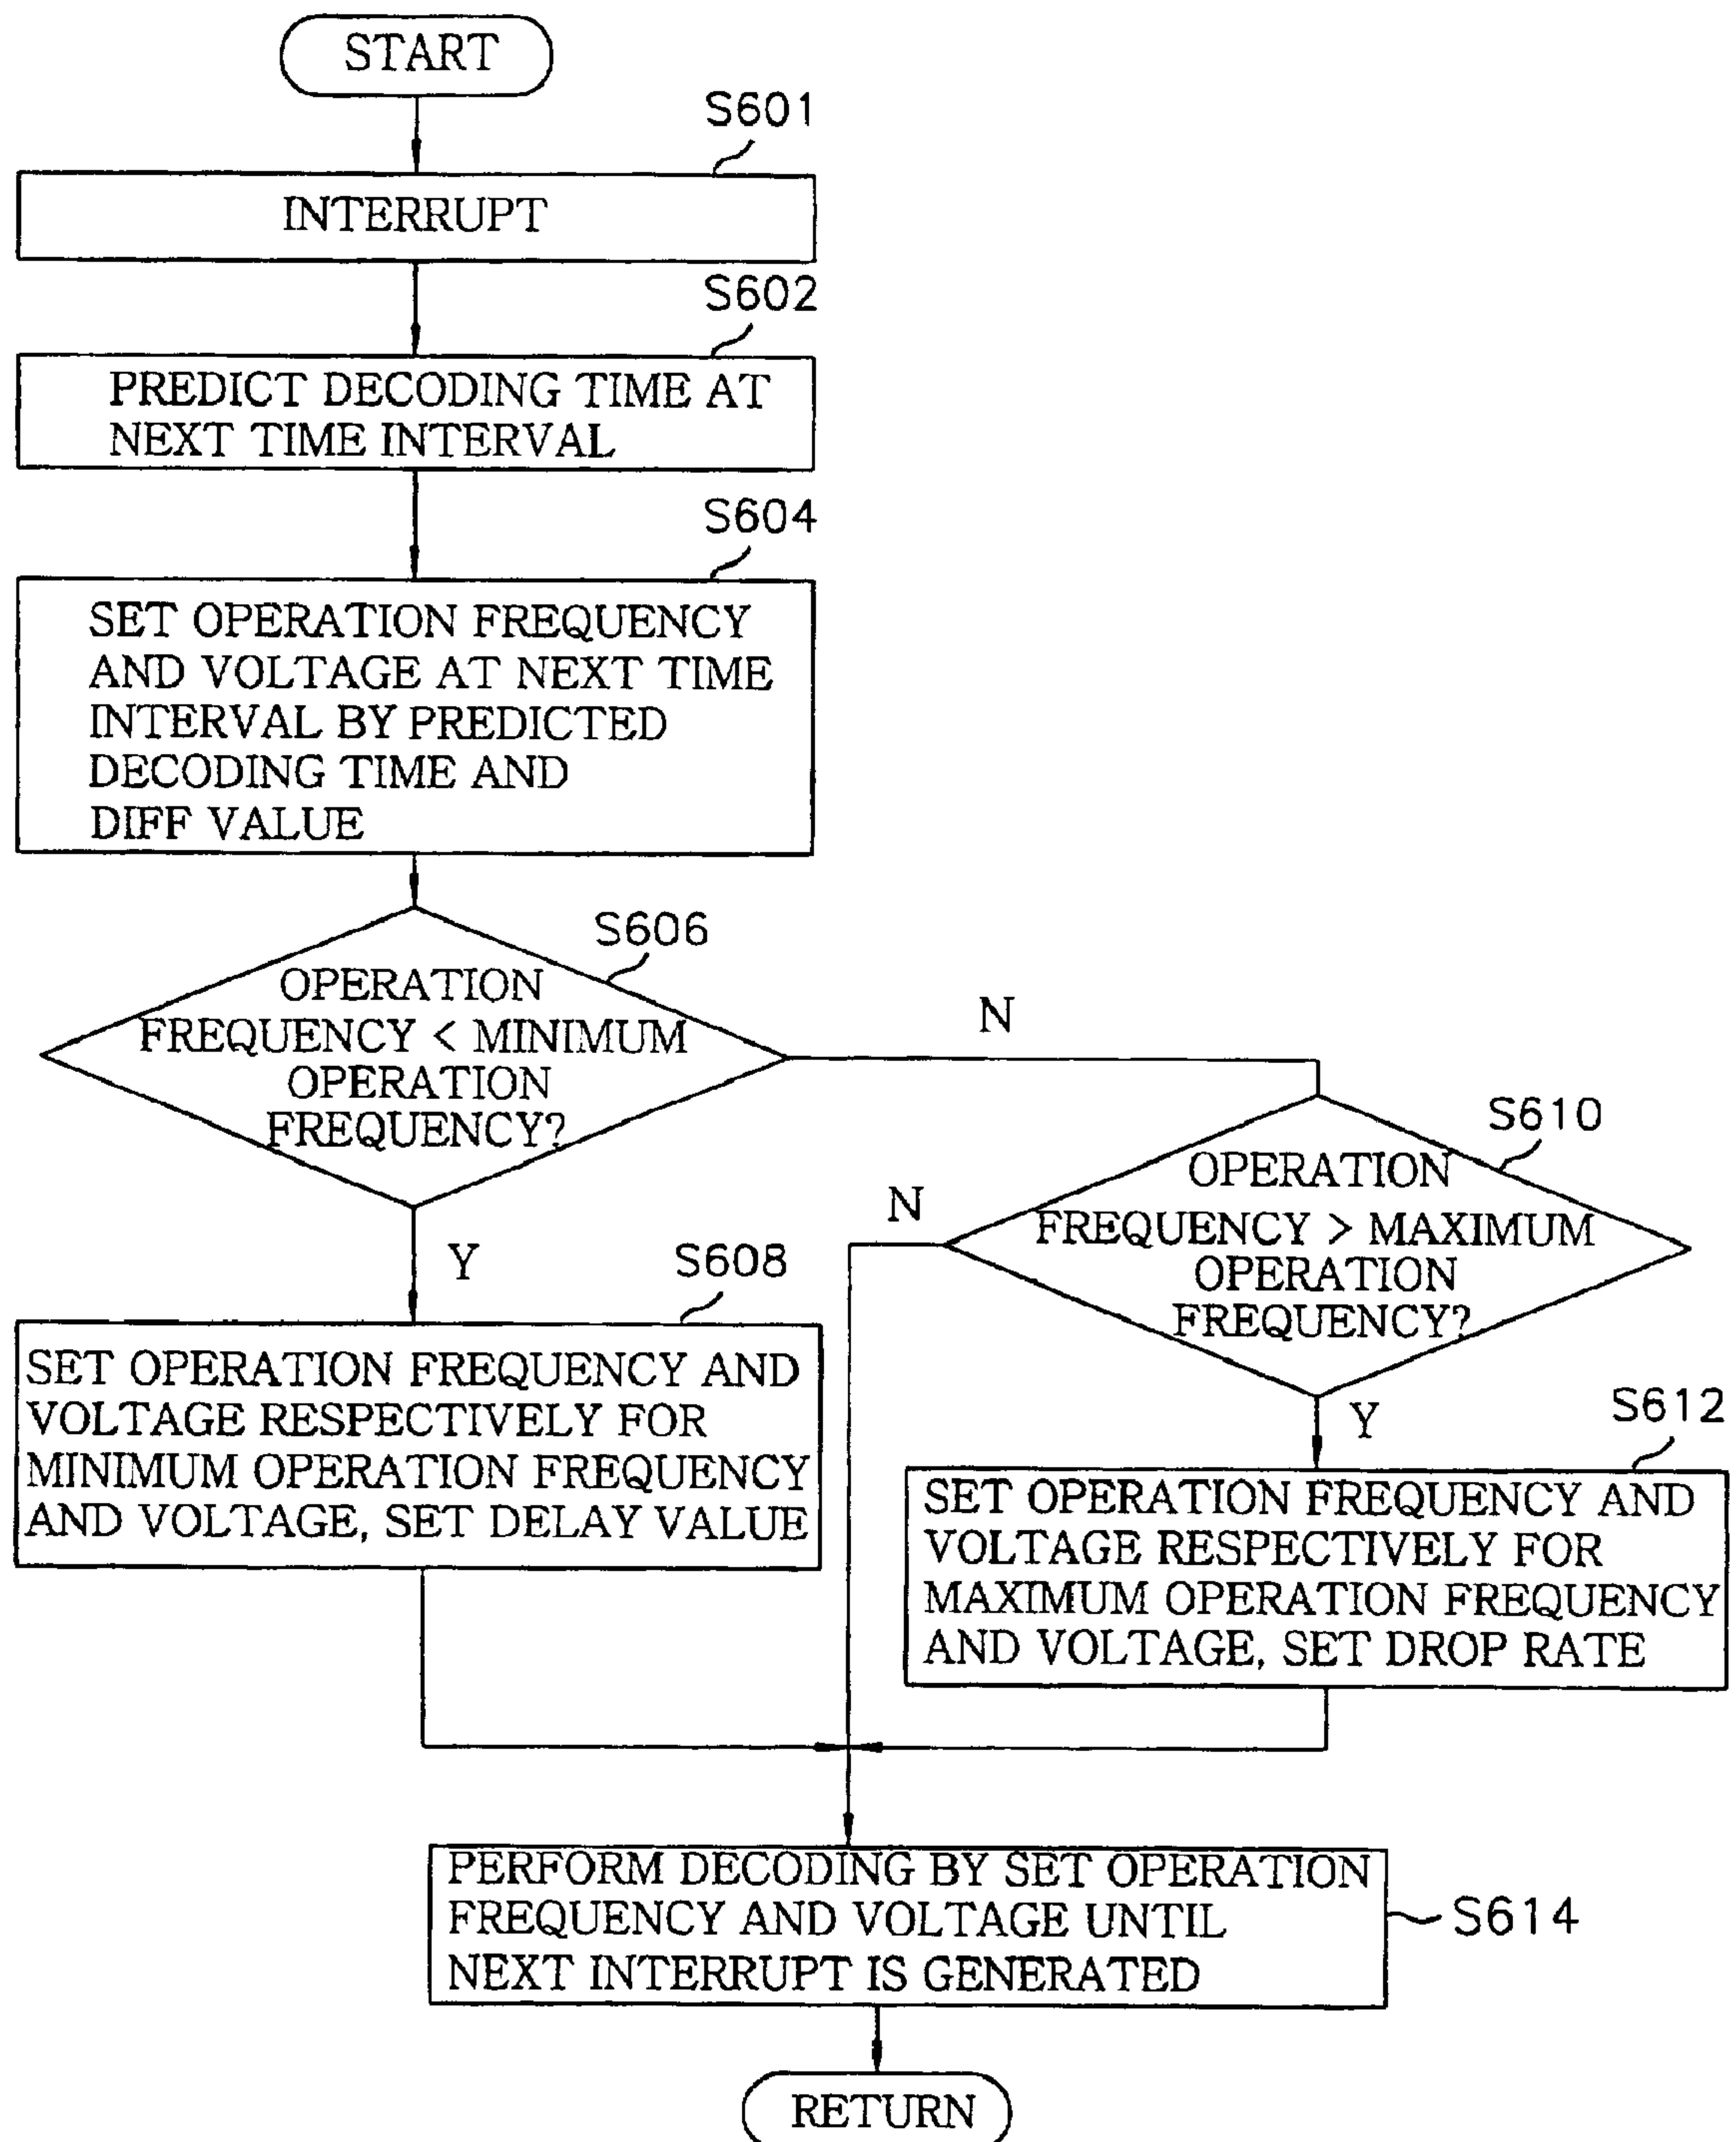 START
S601
INTERRUPT
S602
PREDICT DECODING TIME AT
NEXT TIME INTERVAL
S604
SET OPERATION FREQUENCY
AND VOLTAGE AT NEXT TIME
INTERVAL BY PREDICTED
DECODING TIME AND
DIFF VALUE
S606
OPERATION
FREQUENCY < MINIMUM
OPERATION
FREQUENCY?
N
Y
S610
OPERATION
FREQUENCY > MAXIMUM
OPERATION
FREQUENCY?
N
Y
S608
SET OPERATION FREQUENCY AND
VOLTAGE RESPECTIVELY FOR
MINIMUM OPERATION FREQUENCY
AND VOLTAGE, SET DELAY VALUE
S612
SET OPERATION FREQUENCY AND
VOLTAGE RESPECTIVELY FOR
MAXIMUM OPERATION FREQUENCY
AND VOLTAGE, SET DROP RATE
PERFORM DECODING BY SET OPERATION
FREQUENCY AND VOLTAGE UNTIL
NEXT INTERRUPT IS GENERATED
S614
RETURN